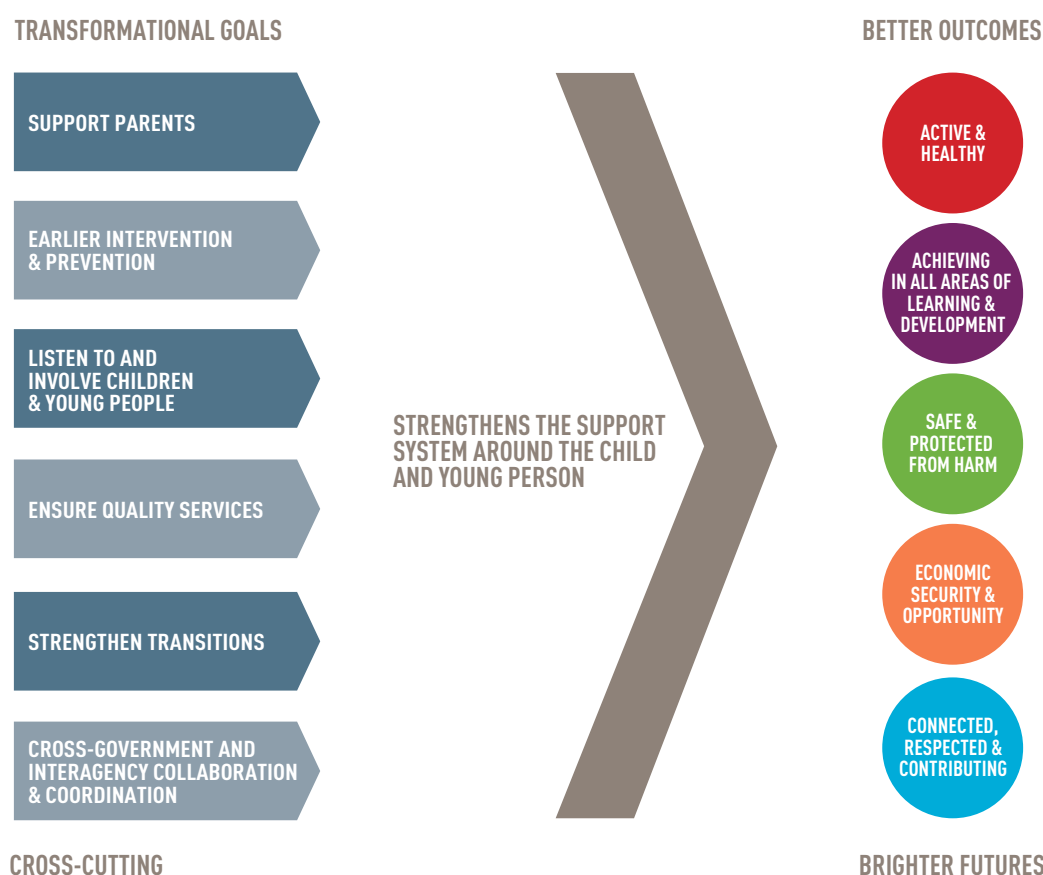 TRANSFORMATIONAL GOALS
SUPPORT PARENTS
EARLIER INTERVENTION
& PREVENTION
LISTEN TO AND
INVOLVE CHILDREN
& YOUNG PEOPLE
ENSURE QUALITY SERVICES
STRENGTHEN TRANSITIONS
CROSS-GOVERNMENT AND
INTERAGENCY COLLABORATION
& COORDINATION
CROSS-CUTTING
STRENGTHENS THE SUPPORT
SYSTEM AROUND THE CHILD
AND YOUNG PERSON
BETTER OUTCOMES
ACTIVE &
HEALTHY
ACHIEVING
IN ALL AREAS OF
LEARNING &
DEVELOPMENT
SAFE &
PROTECTED
FROM HARM
ECONOMIC
SECURITY &
OPPORTUNITY
CONNECTED,
RESPECTED &
CONTRIBUTING
BRIGHTER FUTURES